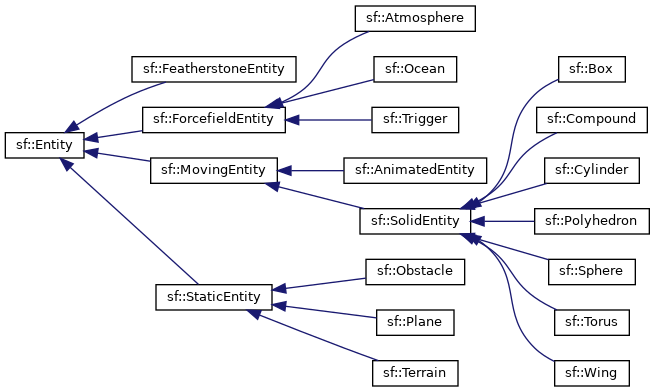 sf::Atmosphere
sf::FeatherstoneEntity
sf::Ocean
sf::Box
sf::ForcefieldEntity
sf::Trigger
sf::Compound
sf::Entity
sf::MovingEntity
sf::AnimatedEntity
sf::Cylinder
sf::SolidEntity
sf::Polyhedron
sf::StaticEntity
sf::Obstacle
sf::Sphere
sf::Plane
sf::Torus
sf::Terrain
sf::Wing